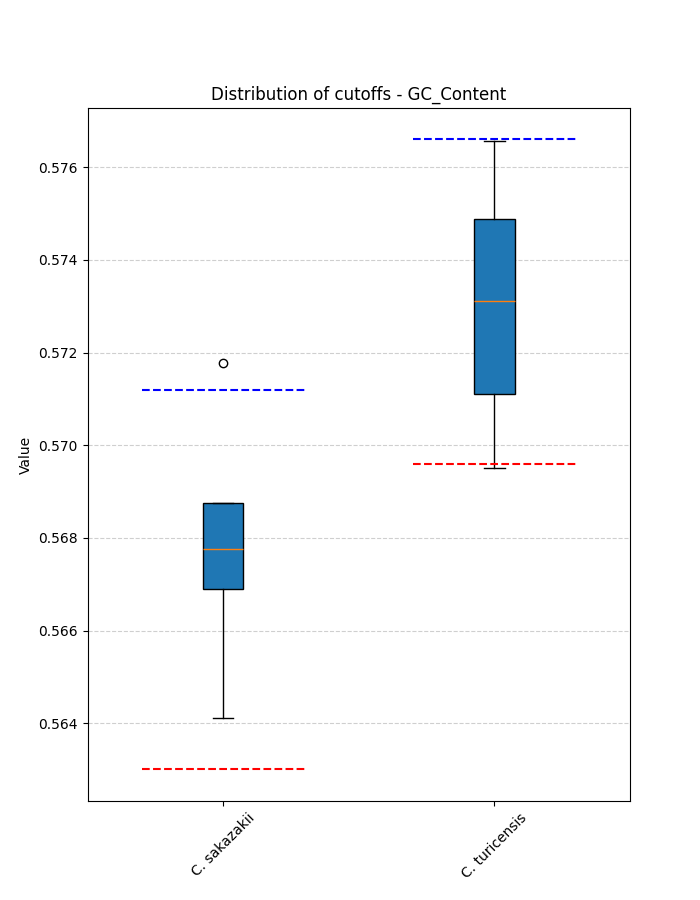 Distribution of cutoffs - GC_Content
Value
0.576
0.574
0.572
0.570
0.568
0.566
0.564
C. sakazakii
C. turicensis